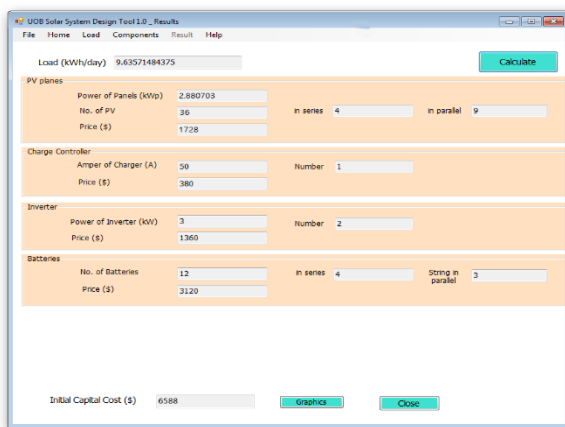 UOB Solar System Design Tool 1.0 _ Results
File Home Load Components Result Help
Load (kWh/day) 9.63571484375 Calculate
PV planes
Power of Panels (kWp) 2.880703
No. of PV 36 in series 4 in parallel 9
Price ($) 1728
Charge Controller
Amper of Charger (A) 50 Number 1
Price ($) 380
Inverter
Power of Inverter (kW) 3 Number 2
Price ($) 1360
Batteries
No. of Batteries 12 in series 4 String in parallel 3
Price ($) 3120
Initial Capital Cost ($) 6588 Graphics Close